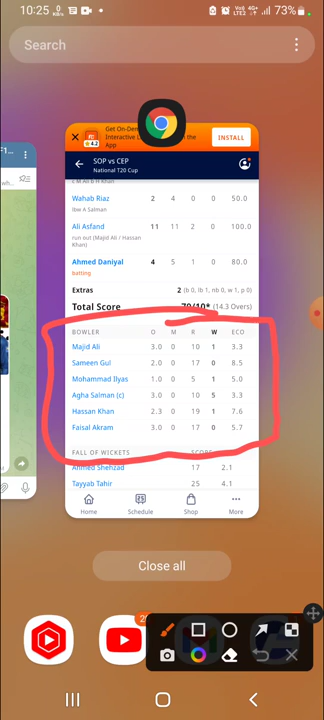 10:25
73%
Search
Get On-Dem
Interactive L n the
App
4.2
INSTALL
SOP vs CEP
National T20 Cup
c M Ali b H Khan
Wahab Riaz 2 4 0 0 50.0
lbw A Salman
Ali Asfand 11 11 2 0 100.0
run out (Majid Ali / Hassan
Khan)
Ahmed Daniyal 4 5 1 0 80.0
batting
Extras 2 (b 0, lb 1, nb 0, w 1, p 0)
Total Score 79/10* (14.3 Overs)
BOWLER O M R W ECO
Majid Ali 3.0 0 10 1 3.3
Sameen Gul 2.0 0 17 0 8.5
Mohammad Ilyas 1.0 0 5 1 5.0
Agha Salman (c) 3.0 0 10 5 3.3
Hassan Khan 2.3 0 19 1 7.6
Faisal Akram 3.0 0 17 0 5.7
FALL OF WICKETS SCORE
Ahmed Shehzad 17 2.1
Tayyab Tahir 25 4.1
Home Schedule Shop More
Close all